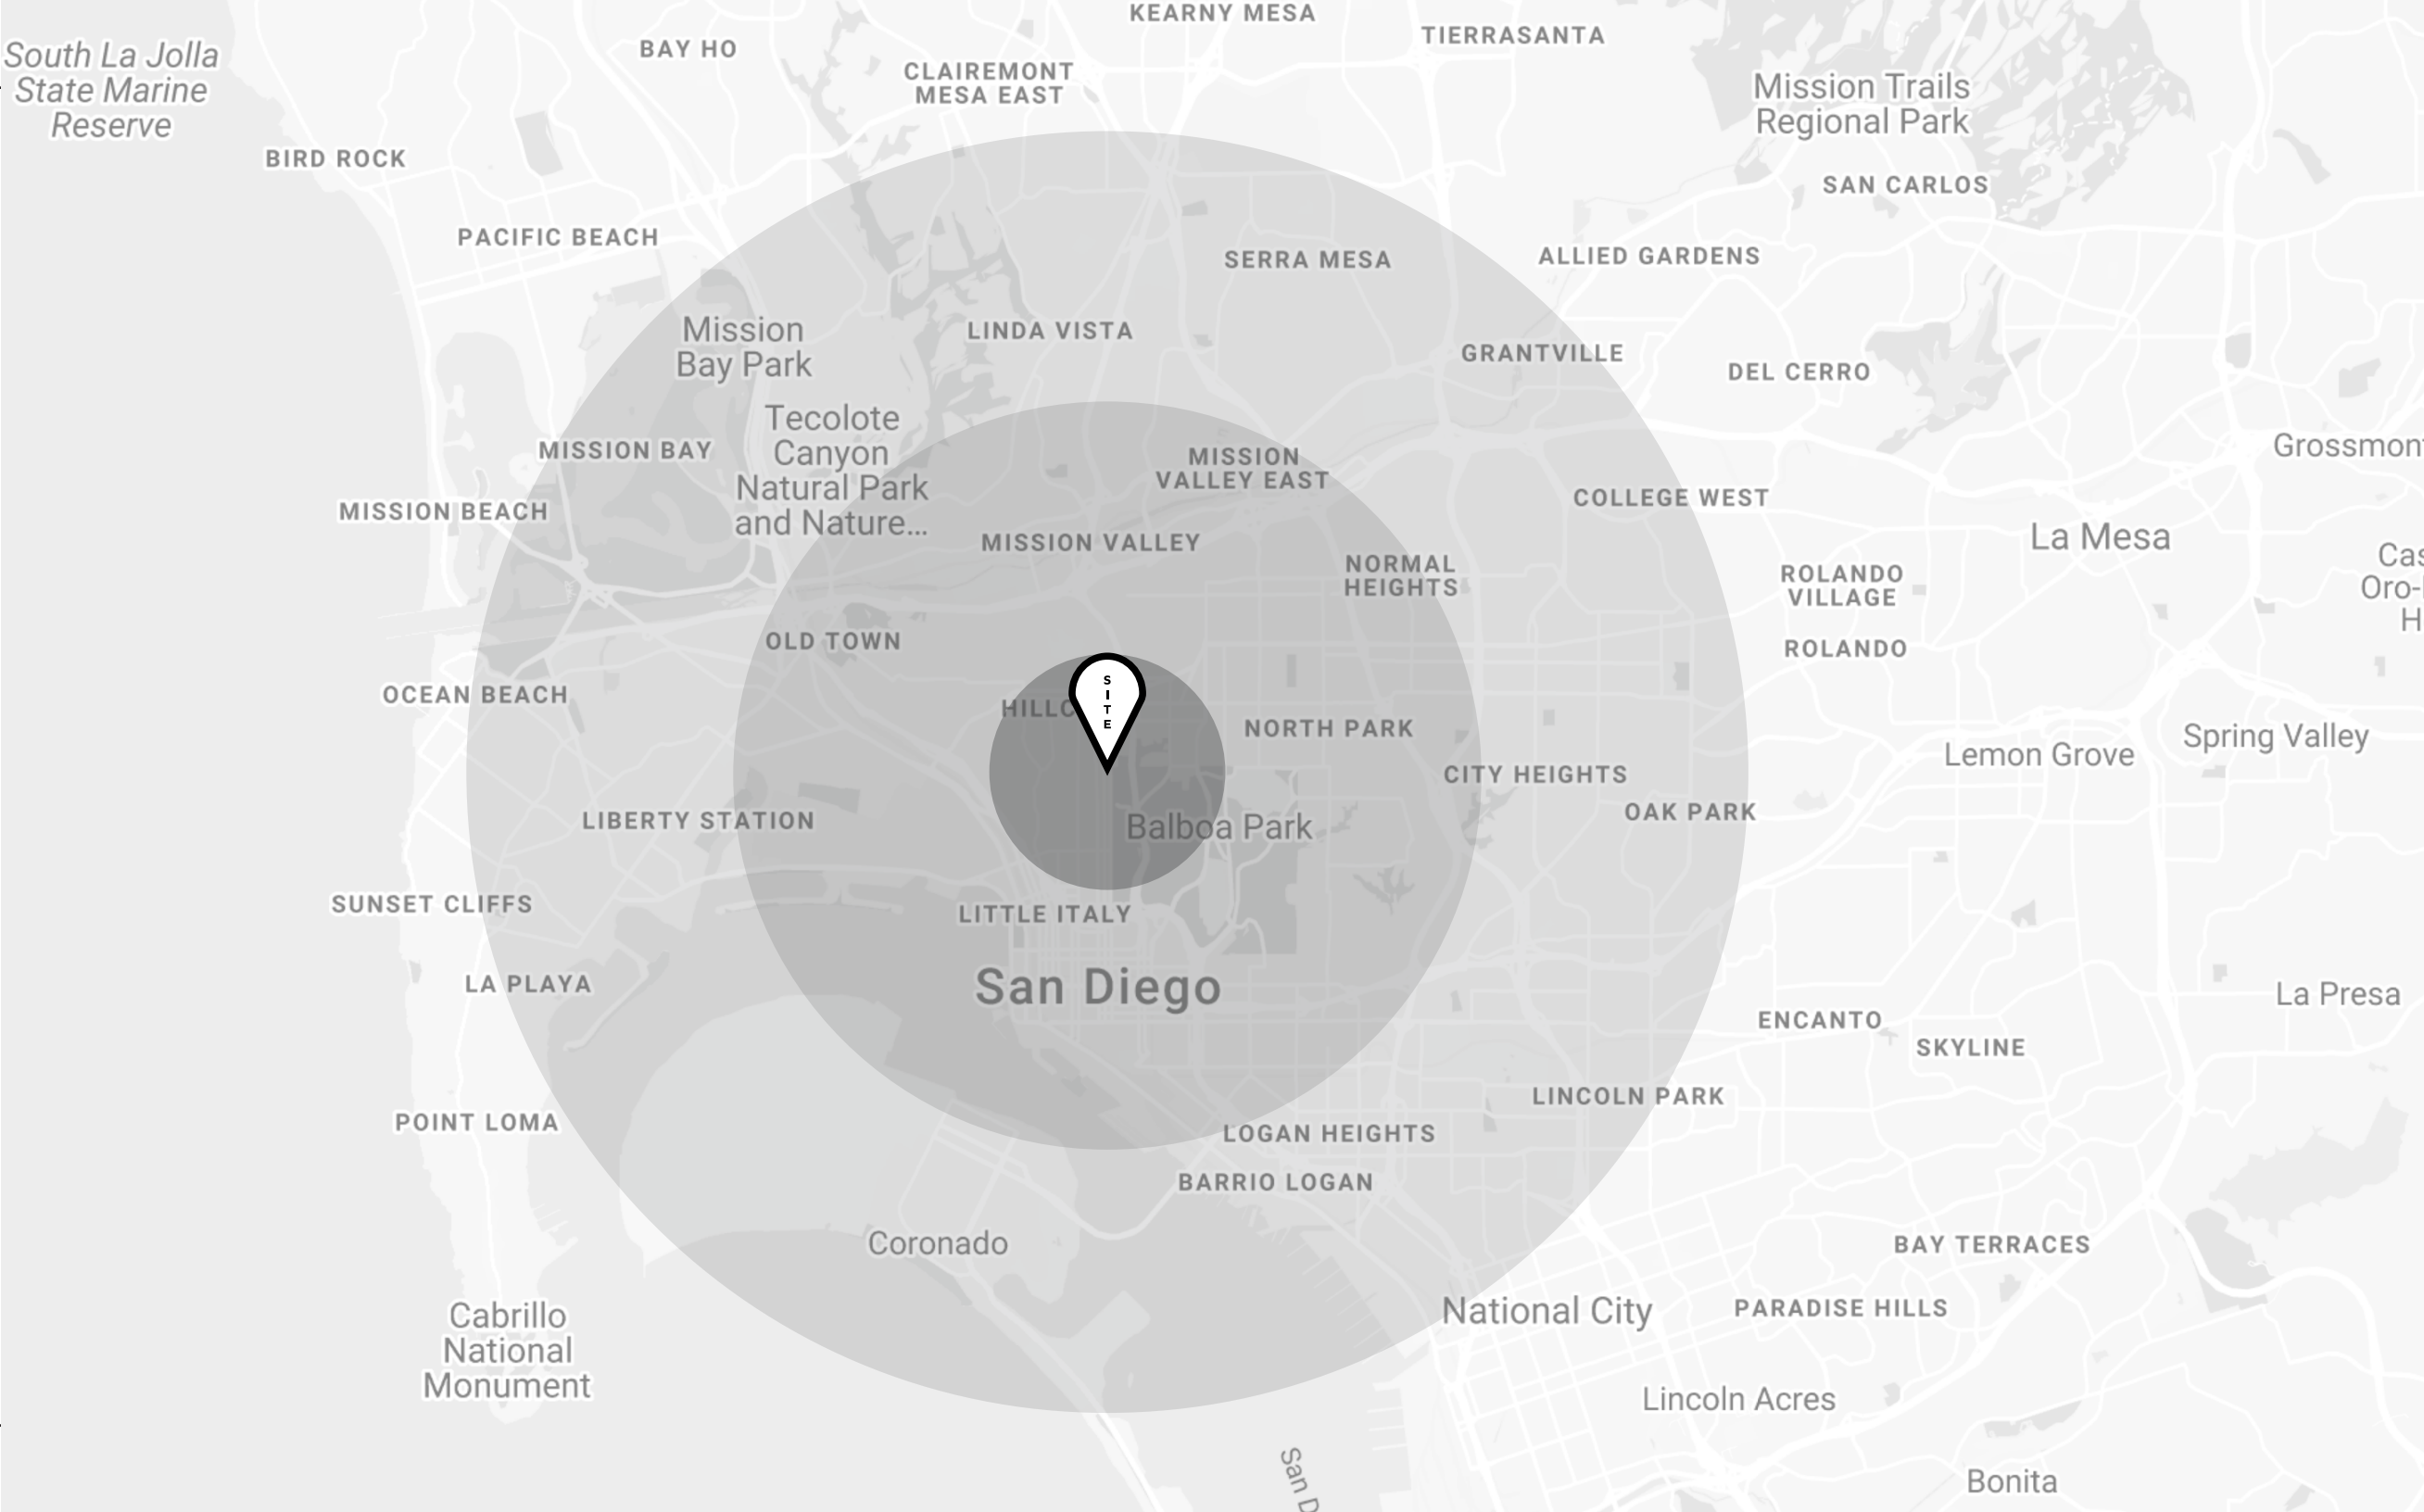 KEARNY MESA
TIERRASANTA
BAY HO
South La Jolla
State Marine
Reserve
CLAIREMONT
MESA EAST
Mission Trails
Regional Park
BIRD ROCK
SAN CARLOS
PACIFIC BEACH
SERRA MESA
ALLIED GARDENS
Mission
Bay Park
LINDA VISTA
GRANTVILLE
DEL CERRO
Tecolote
Canyon
Natural Park
and Nature...
MISSION BAY
MISSION
VALLEY EAST
Grossmont
COLLEGE WEST
MISSION BEACH
MISSION VALLEY
La Mesa
NORMAL
HEIGHTS
ROLANDO
VILLAGE
Cas
Oro-
H
OLD TOWN
ROLANDO
OCEAN BEACH
HILLC
S
I
T
E
NORTH PARK
Spring Valley
Lemon Grove
CITY HEIGHTS
OAK PARK
LIBERTY STATION
Balboa Park
SUNSET CLIFFS
LITTLE ITALY
LA PLAYA
San Diego
La Presa
ENCANTO
SKYLINE
LINCOLN PARK
POINT LOMA
LOGAN HEIGHTS
BARRIO LOGAN
Coronado
BAY TERRACES
Cabrillo
National
Monument
National City
PARADISE HILLS
Lincoln Acres
San D
Bonita